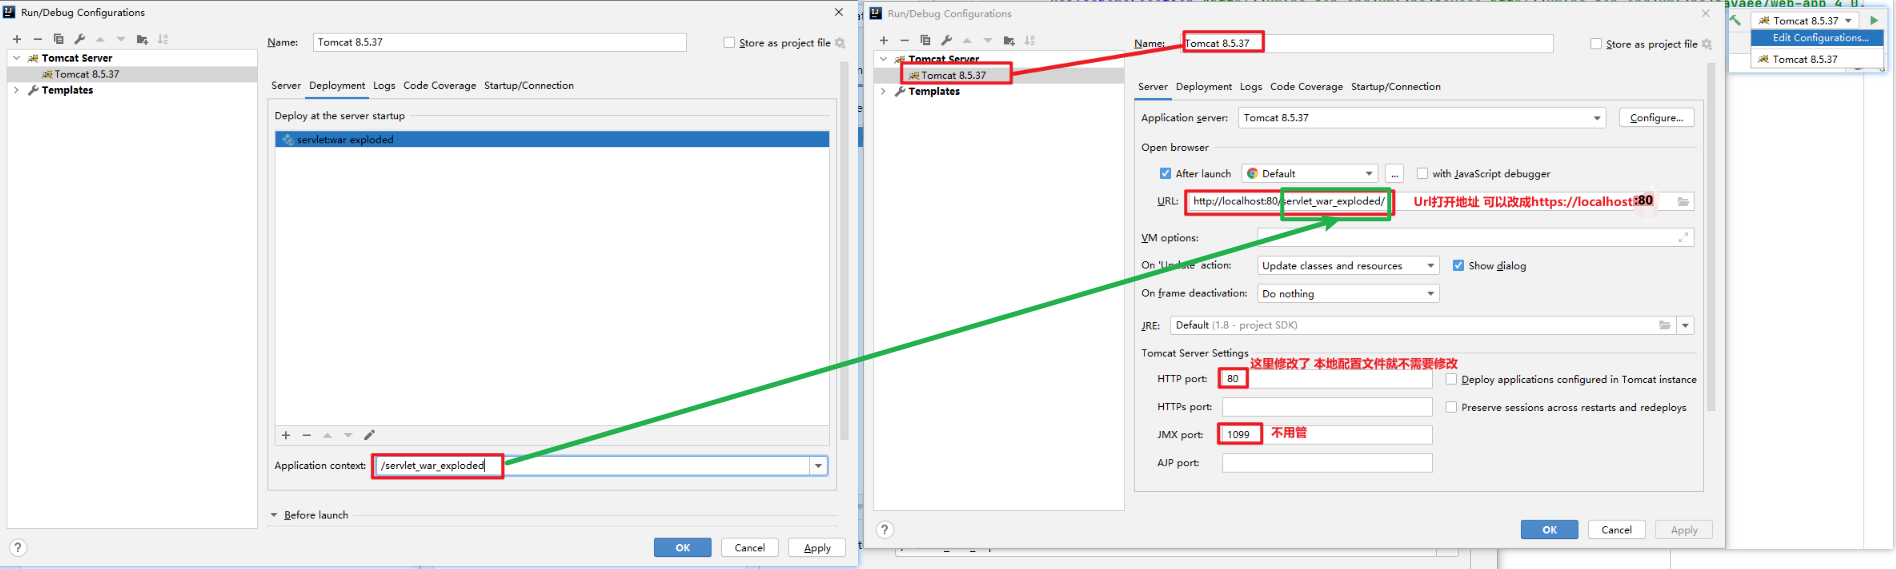 Run/Debug Configurations
Name:
Tomcat 8.5.37
Store as project file
Tomcat Server
Tomcat 8.5.37
Templates
Server
Deployment
Logs
Code Coverage
Startup/Connection
Deploy at the server startup
servlet:war exploded
Application context:
/servlet_war_exploded
Before launch
?
OK
Cancel
Apply
Run/Debug Configurations
Name:
Tomcat 8.5.37
Store as project file
Tomcat Server
Tomcat 8.5.37
Templates
Server
Deployment
Logs
Code Coverage
Startup/Connection
Application server:
Tomcat 8.5.37
Configure...
Open browser
After launch
Default
...
with JavaScript debugger
URL:
http://localhost:80/servlet_war_exploded/
Url打开地址 可以改成https://localhost:80
VM options:
On 'Update' action:
Update classes and resources
Show dialog
On frame deactivation:
Do nothing
JRE:
Default (1.8 - project SDK)
Tomcat Server Settings
这里修改了 本地配置文件就不需要修改
HTTP port:
80
Deploy applications configured in Tomcat instance
HTTPs port:
Preserve sessions across restarts and redeploys
JMX port:
1099
不用管
AJP port:
?
OK
Cancel
Apply
Tomcat 8.5.37
Edit Configurations...
Tomcat 8.5.37